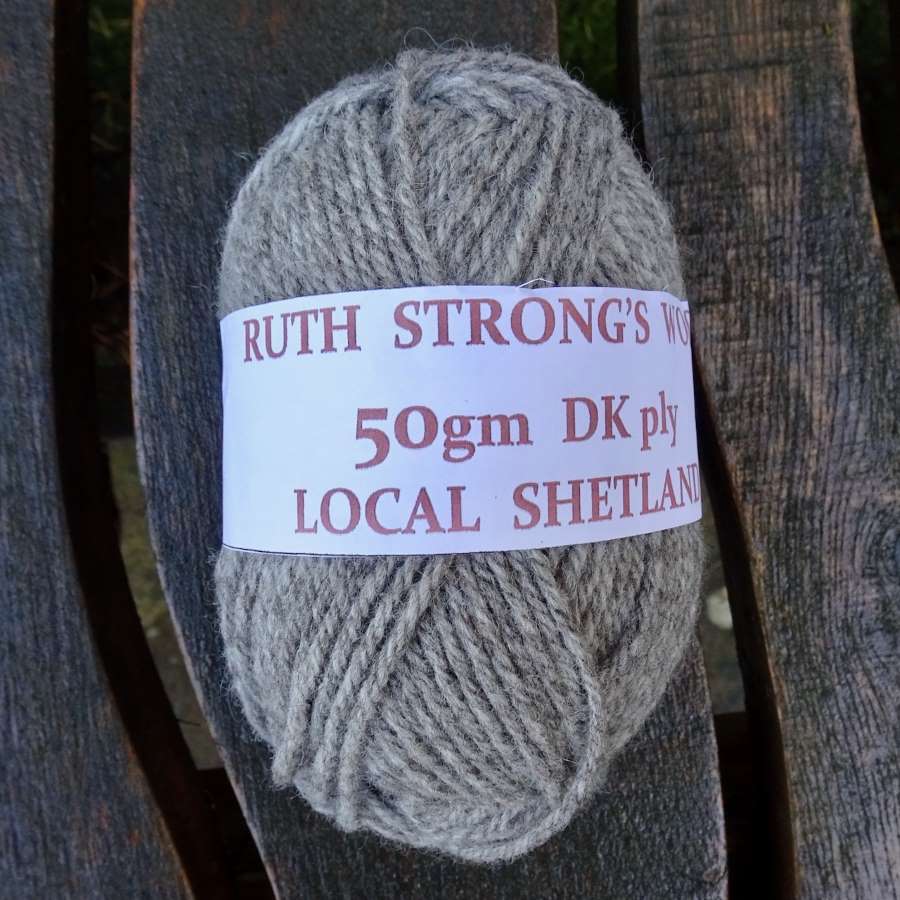 RUTH STRONG'S
50gm DK ply
LOCAL SHETLAND